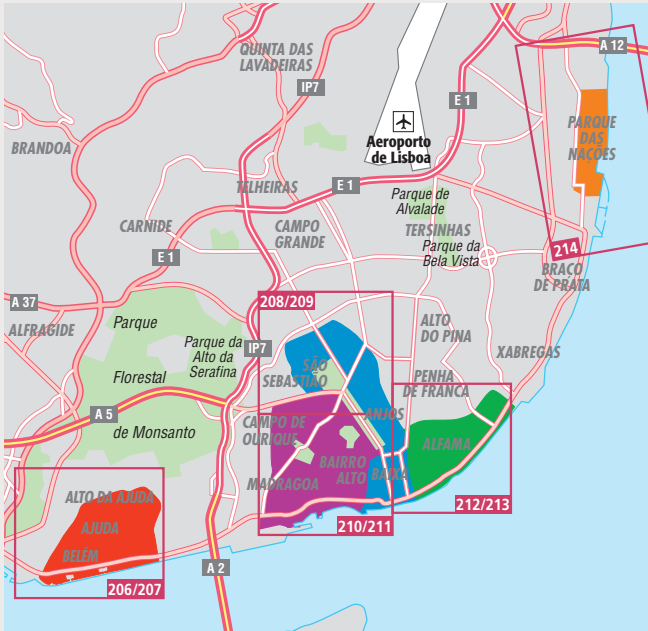 A 12
QUINTA DAS
LAVADEIRAS
IP7
E 1
PARQUE
DAS
NAÇÕES
Aeroporto
de Lisboa
BRANDOA
TELHEIRAS
E 1
Parque de
Alvalade
CARNIDE
CAMPO
GRANDE
TERSINHAS
Parque da
Bela Vista
214
E 1
BRAÇO
DE PRATA
208/209
A 37
ALFRAGIDE
Parque
Parque da
Alto da
Serafina
IP7
ALTO
DO PINA
XABREGAS
SÃO
SEBASTIÃO
Florestal
PENHA
DE FRANCA
A 5
de Monsanto
CAMPO DE
OURIQUE
ANJOS
ALFAMA
BAIRRO
ALTO
BAIXA
MADRAGOA
ALTO DA AJUDA
212/213
AJUDA
210/211
BELÉM
A 2
206/207